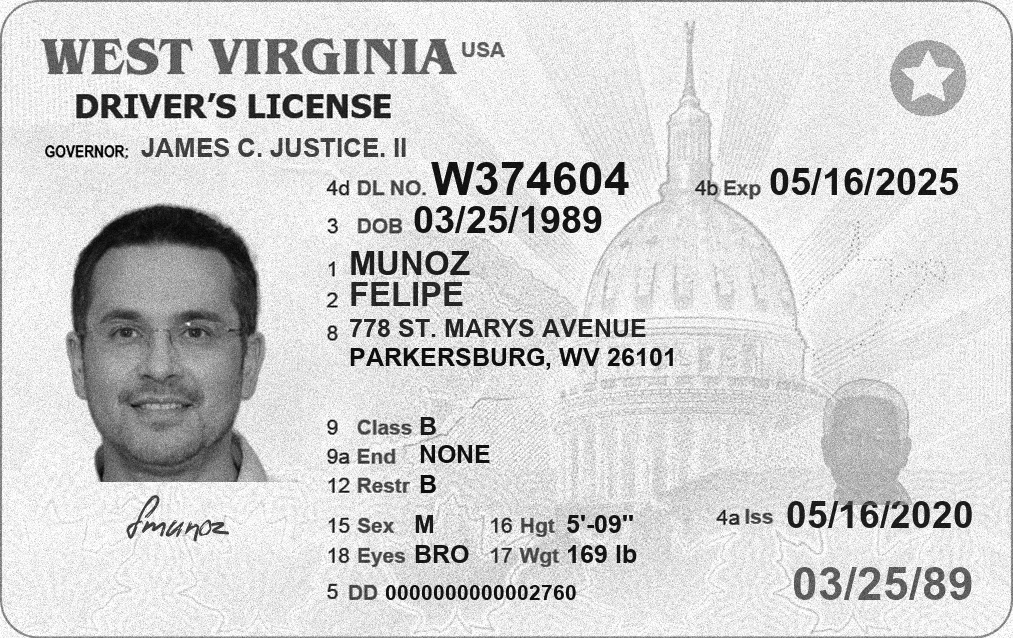 WEST VIRGINIA USA
DRIVER'S LICENSE
GOVERNOR: JAMES C. JUSTICE. II
4d DL NO. W374604 4b Exp 05/16/2025
3 DOB 03/25/1989
1 MUNOZ
2 FELIPE
8 778 ST. MARYS AVENUE
PARKERSBURG, WV 26101
9 Class B
9a End NONE
12 Restr B
15 Sex M 16 Hgt 5'-09"
4a Iss 05/16/2020
18 Eyes BRO 17 Wgt 169 lb
5 DD 0000000000002760
03/25/89
fmunoz